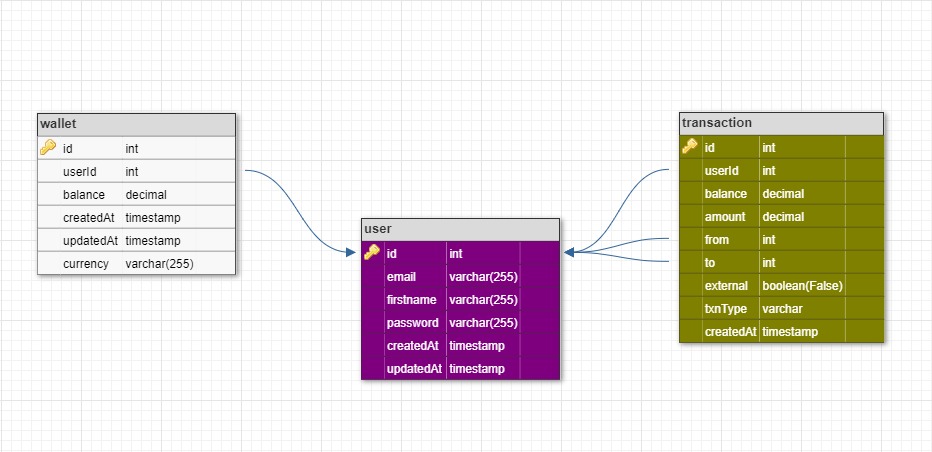 wallet
id int
userId int
balance decimal
createdAt timestamp
updatedAt timestamp
currency varchar(255)
user
id int
email varchar(255)
firstname varchar(255)
password varchar(255)
createdAt timestamp
updatedAt timestamp
transaction
id int
userId int
balance decimal
amount decimal
from int
to int
external boolean(False)
txnType varchar
createdAt timestamp